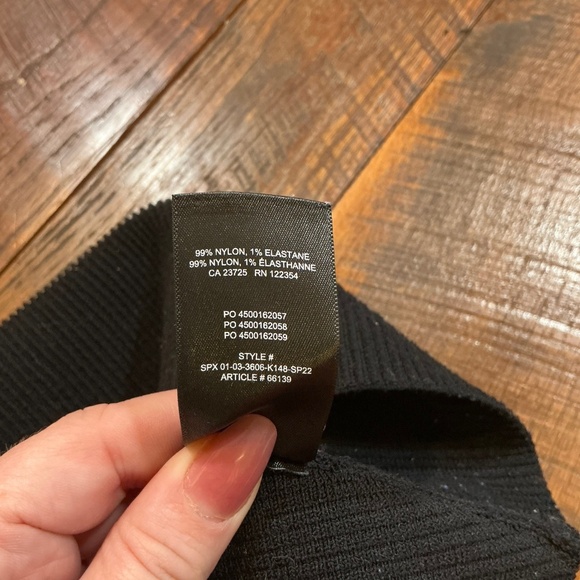 99% NYLON, 1% ELASTANE
99% NYLON, 1% ÉLASTHANNE
CA 23725 RN 122354
PO 4500162057
PO 4500162058
PO 4500162059
STYLE #
SPX 01-03-3606-K148-SP22
ARTICLE # 66139